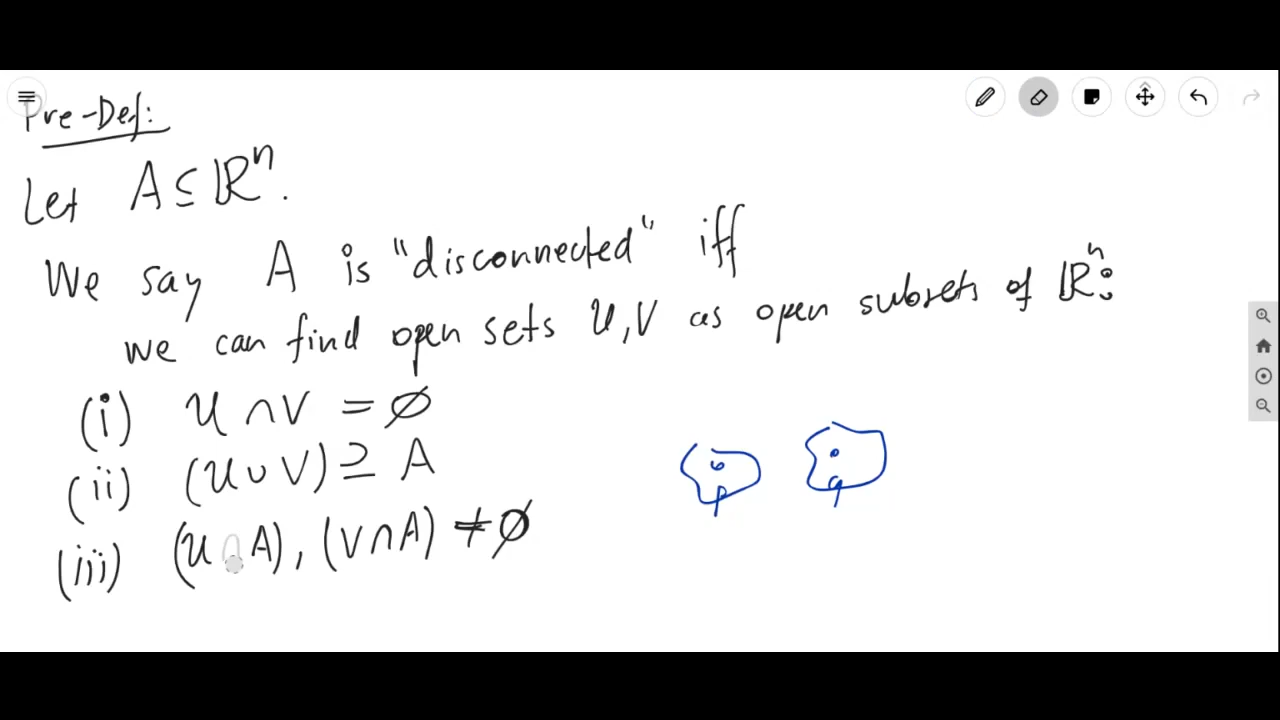 Pre-Def:
Let A ⊆ ℝⁿ.
We say A is "disconnected" iff
we can find open sets U, V as open subsets of ℝⁿ:
(i) U ∩ V = ∅
(ii) (U ∪ V) ⊇ A
(iii) (U ∩ A), (V ∩ A) ≠ ∅
p q